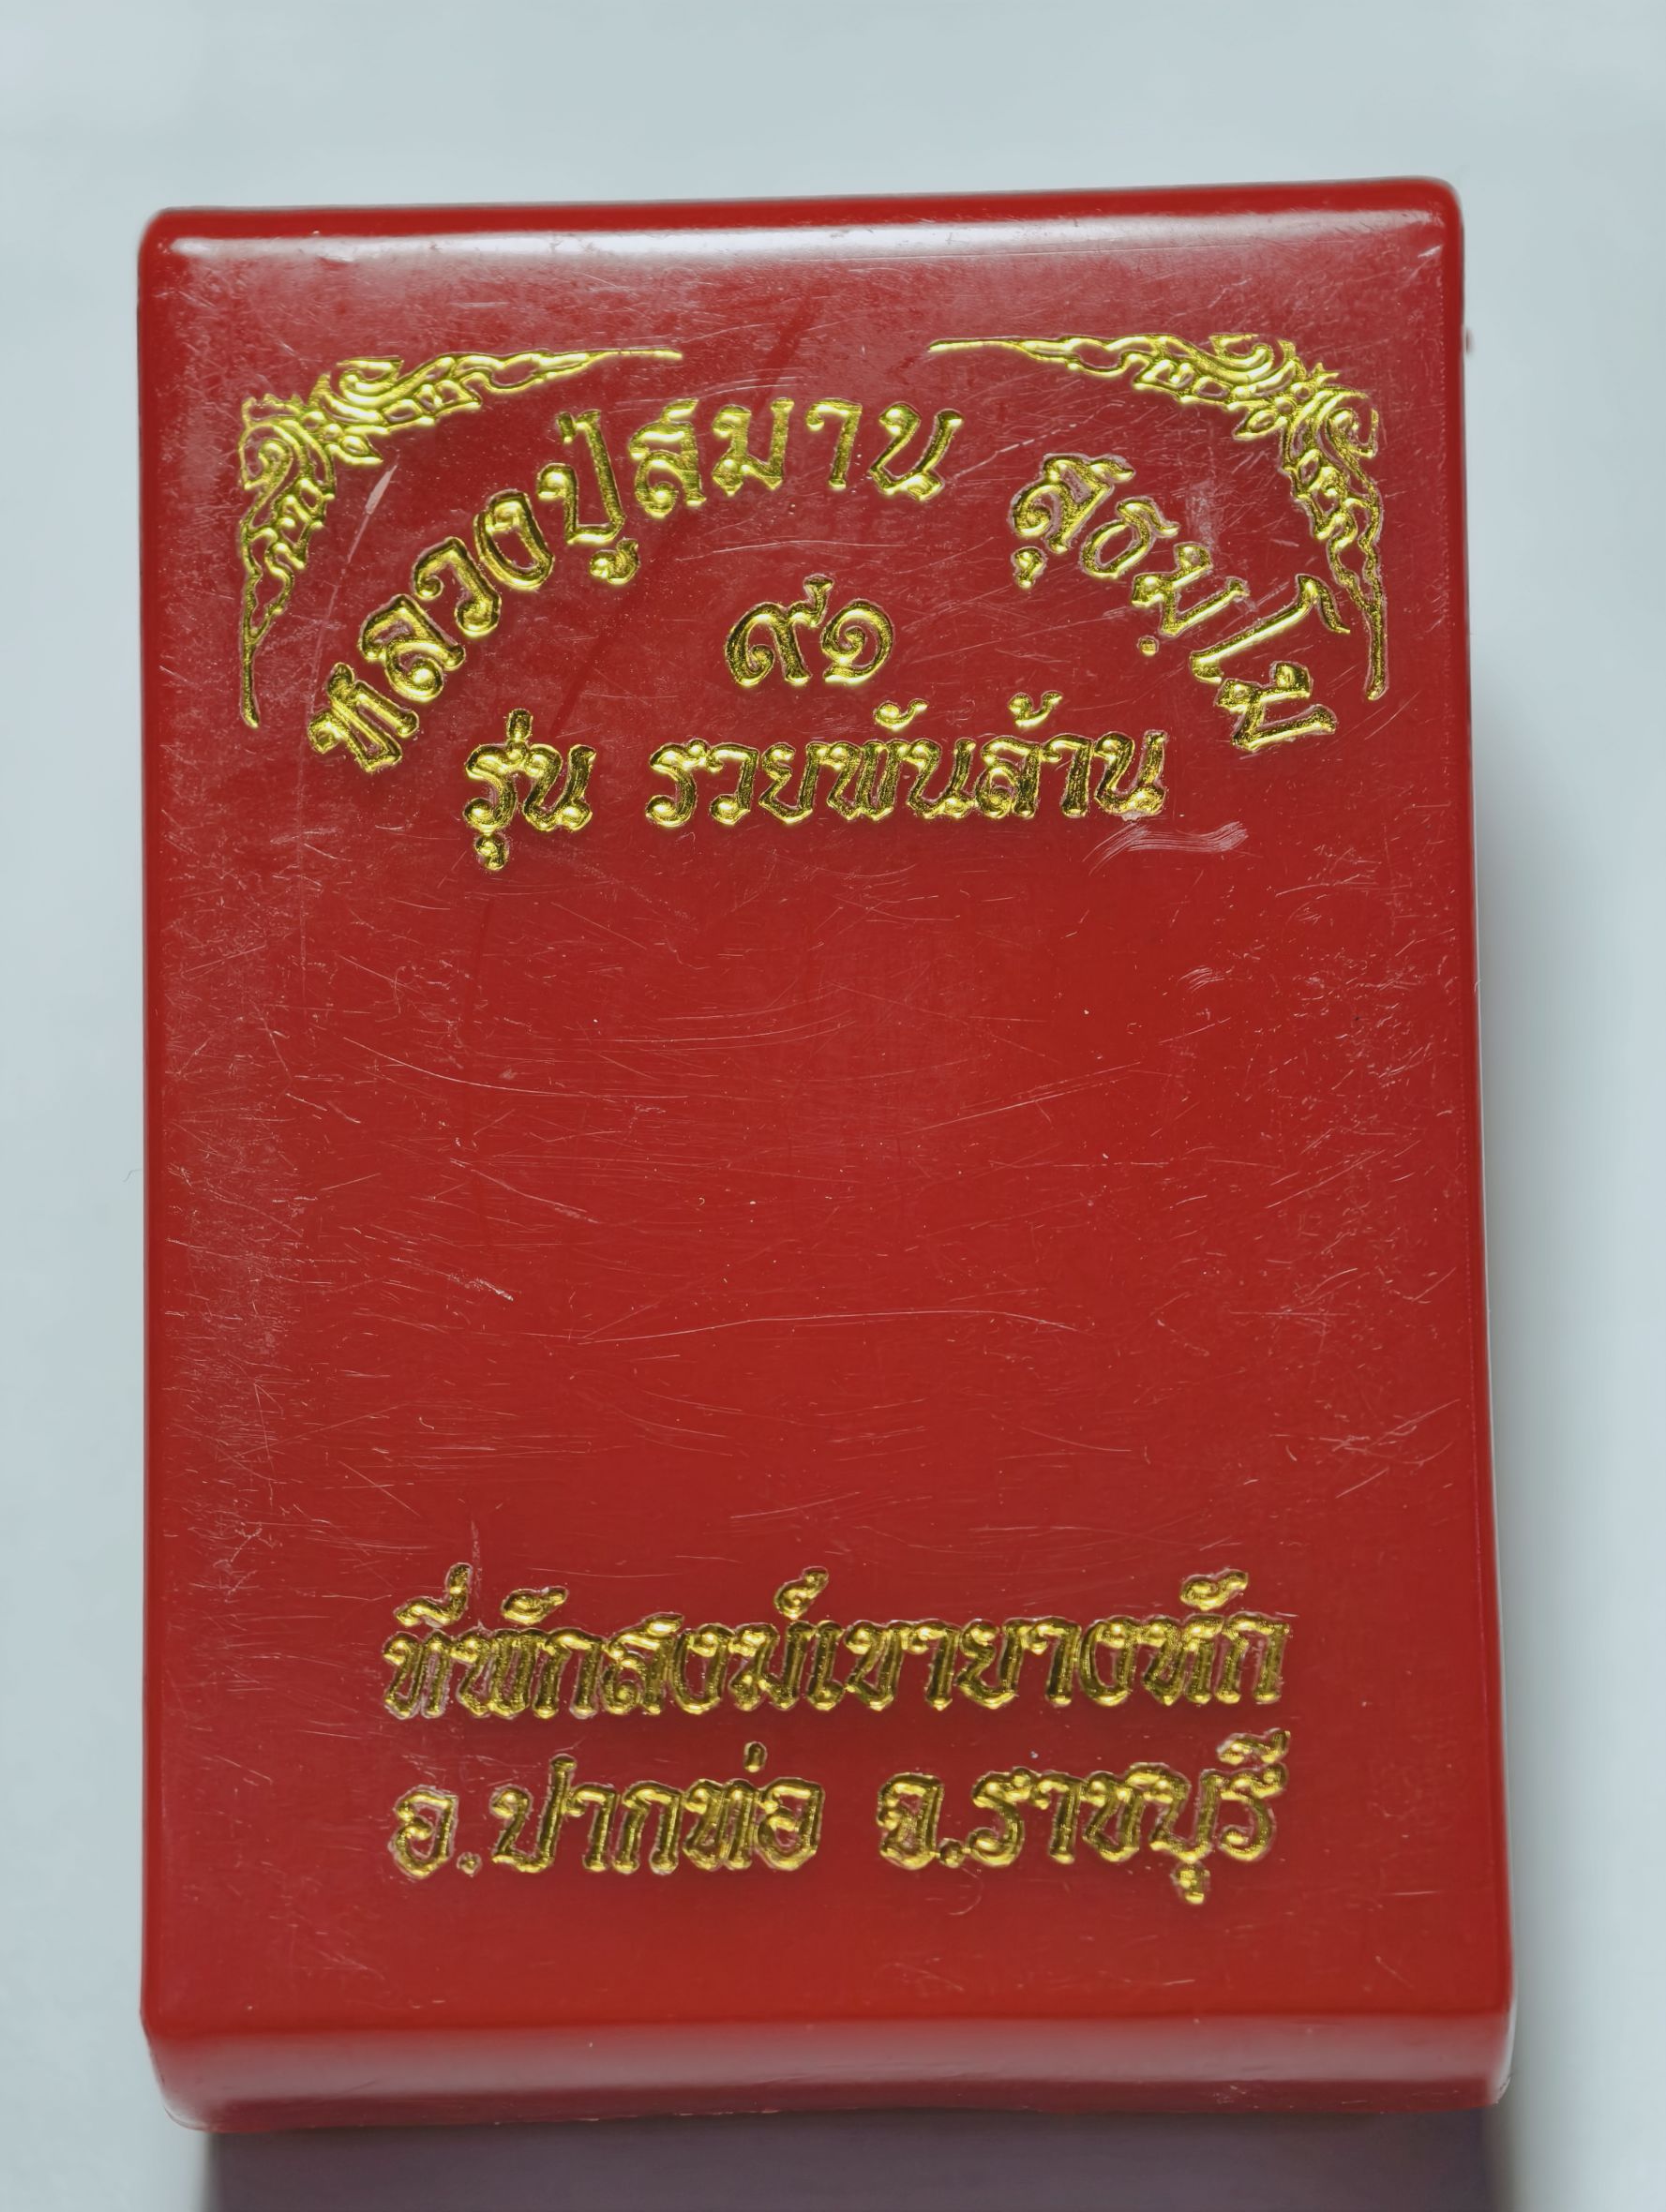 หลวงปู่สมาน สุธมฺโม
๙๑
รุ่น รวยพันล้าน
ที่พักสงฆ์เขายางหัก
อ.ปากท่อ จ.ราชบุรี